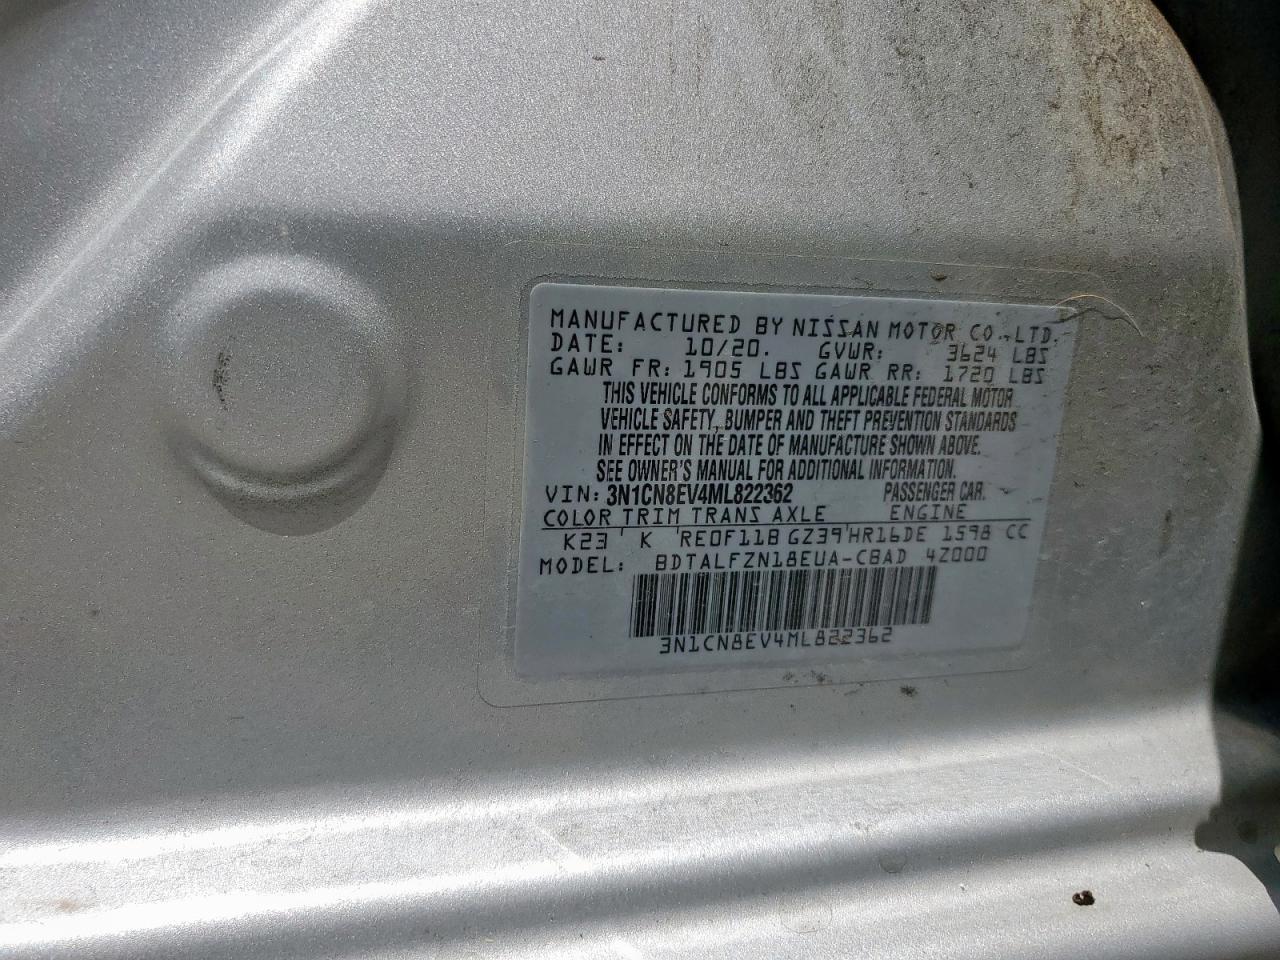 MANUFACTURED BY NISSAN MOTOR CO.,LTD.
DATE: 10/20. GVWR: 3624 LBS
GAWR FR: 1905 LBS GAWR RR: 1720 LBS
THIS VEHICLE CONFORMS TO ALL APPLICABLE FEDERAL MOTOR
VEHICLE SAFETY, BUMPER AND THEFT PREVENTION STANDARDS
IN EFFECT ON THE DATE OF MANUFACTURE SHOWN ABOVE.
SEE OWNER'S MANUAL FOR ADDITIONAL INFORMATION.
VIN: 3N1CN8EV4ML822362 PASSENGER CAR.
COLOR TRIM TRANS AXLE ENGINE
K23 ' K 'RE0F11B GZ39'HR16DE 1598 CC
MODEL: BDTALFZN18EUA-CBAD 4Z000
3N1CN8EV4ML822362